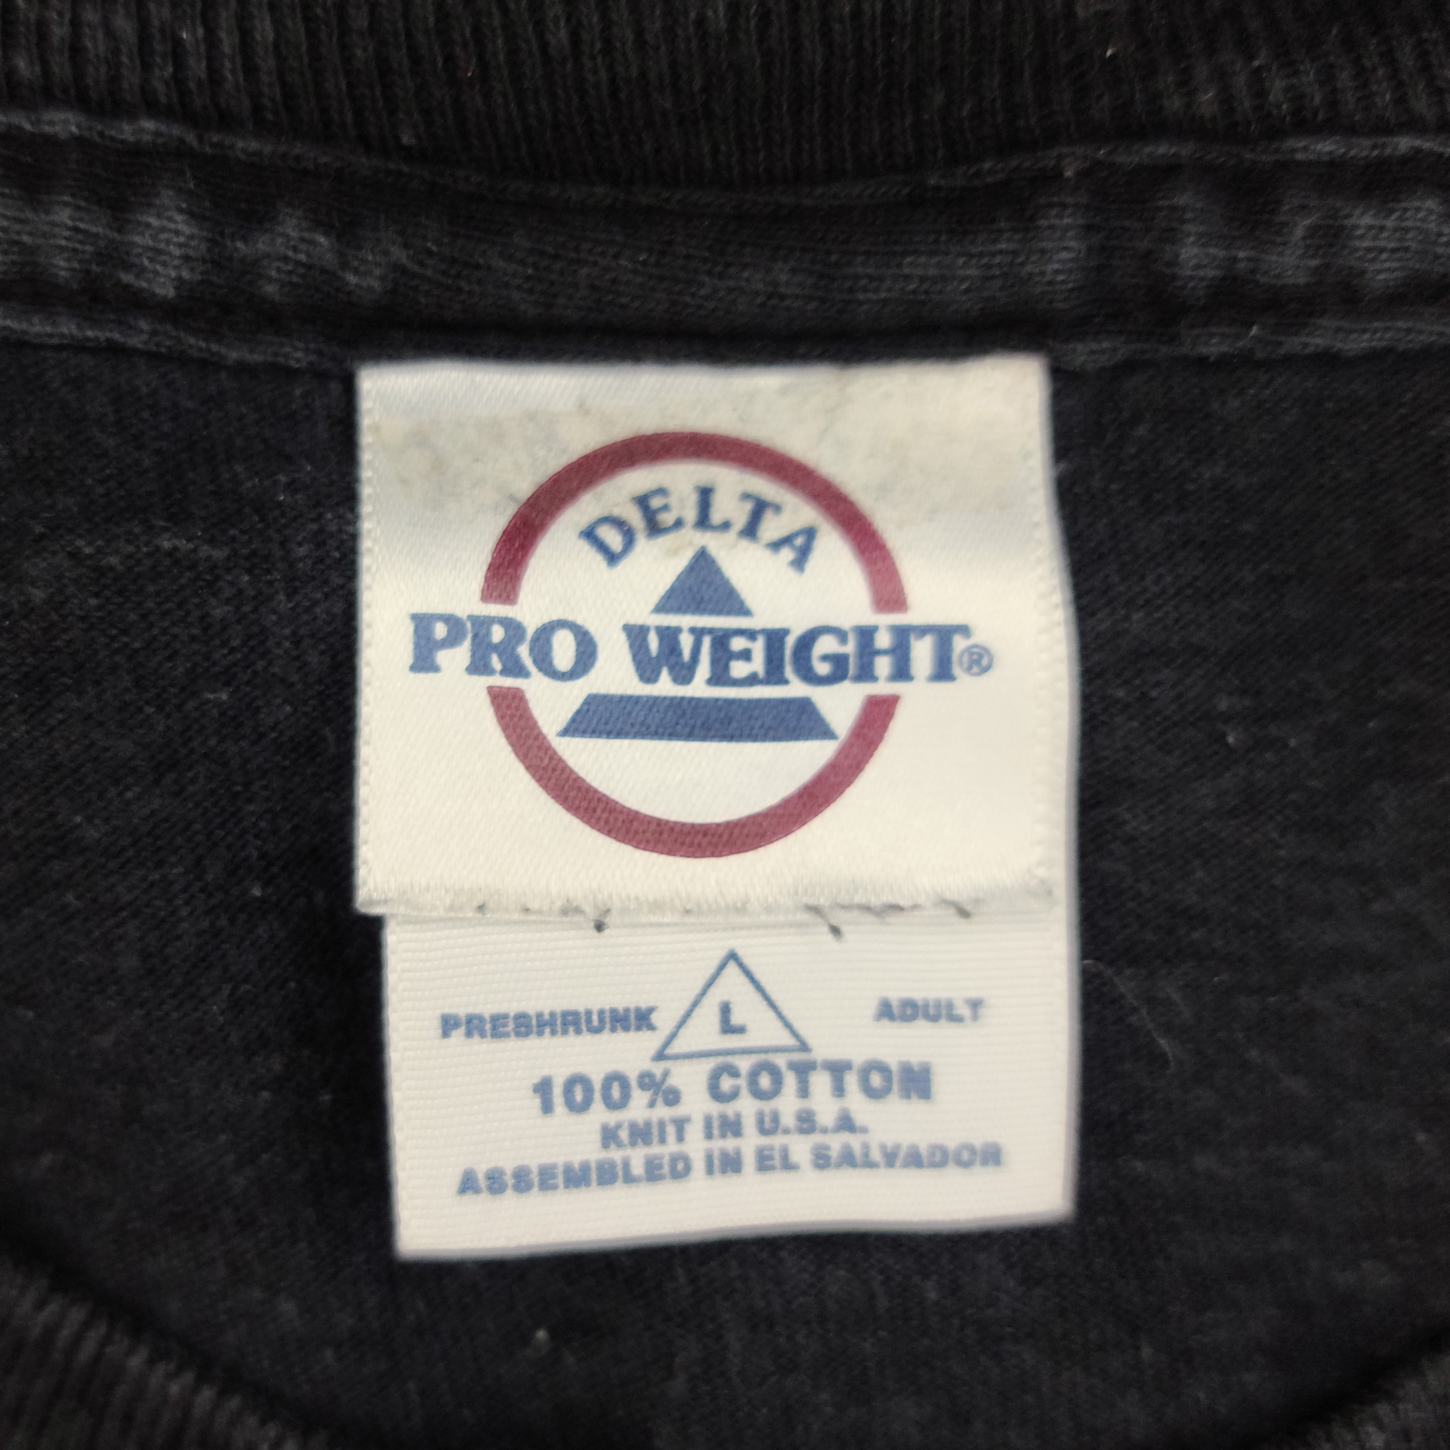 DELTA
PRO WEIGHT®
PRESHRUNK L ADULT
100% COTTON
KNIT IN U.S.A.
ASSEMBLED IN EL SALVADOR